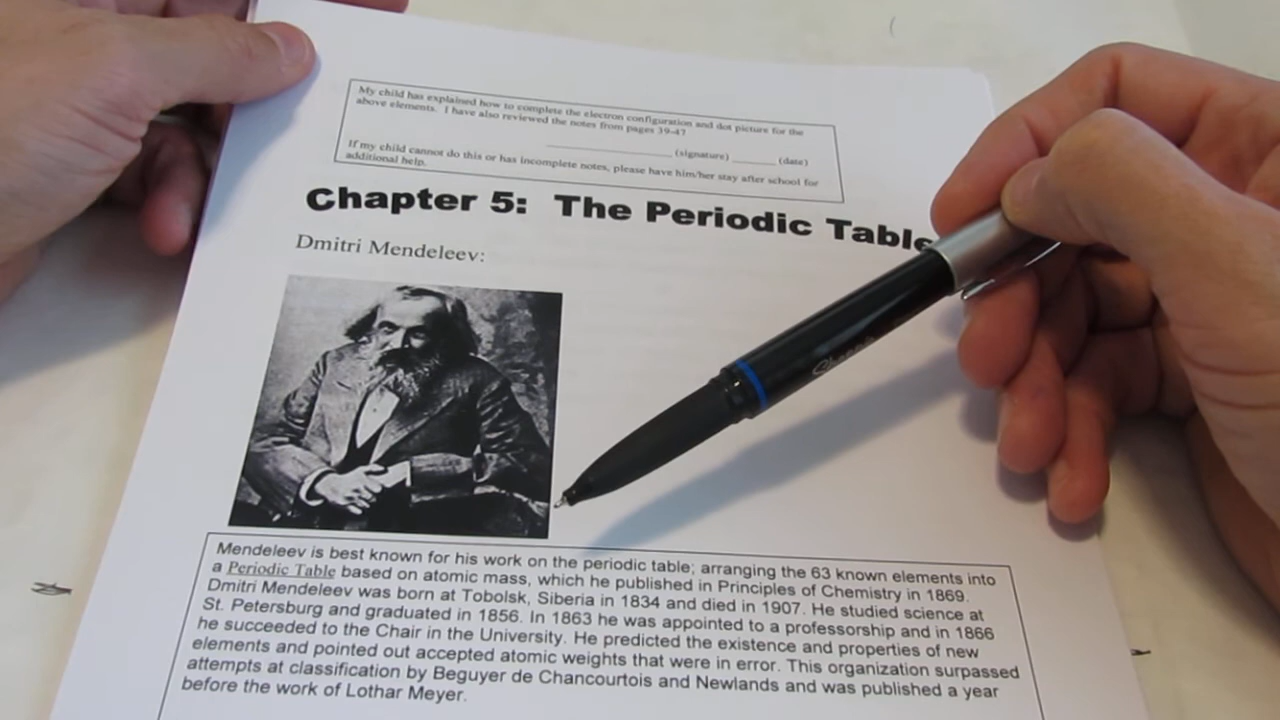 My child has explained how to complete the electron configuration and dot picture for the
above elements. I have also reviewed the notes from pages 39-47
(signature) (date)
If my child cannot do this or has incomplete notes, please have him/her stay after school for
additional help.
Chapter 5: The Periodic Table
Dmitri Mendeleev:
Sharpie
Mendeleev is best known for his work on the periodic table; arranging the 63 known elements into
a Periodic Table based on atomic mass, which he published in Principles of Chemistry in 1869.
Dmitri Mendeleev was born at Tobolsk, Siberia in 1834 and died in 1907. He studied science at
St. Petersburg and graduated in 1856. In 1863 he was appointed to a professorship and in 1866
he succeeded to the Chair in the University. He predicted the existence and properties of new
elements and pointed out accepted atomic weights that were in error. This organization surpassed
attempts at classification by Beguyer de Chancourtois and Newlands and was published a year
before the work of Lothar Meyer.